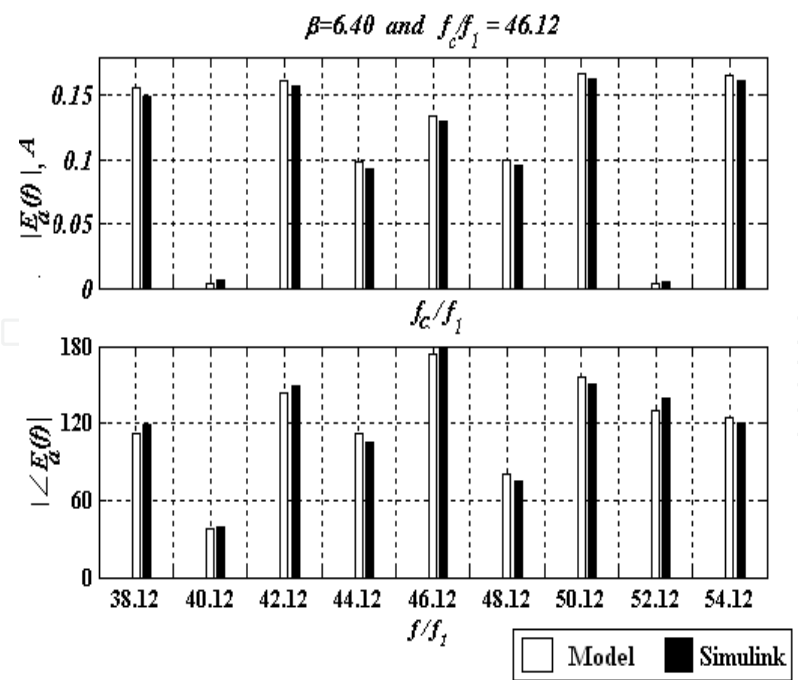 β=6.40 and f_c/f_1 = 46.12
|E_a(f)|, A
0.15
0.1
0.05
0
f_c/f_1
|∠E_a(f)|
180
120
60
0
38.12 40.12 42.12 44.12 46.12 48.12 50.12 52.12 54.12
f/f_1
Model Simulink